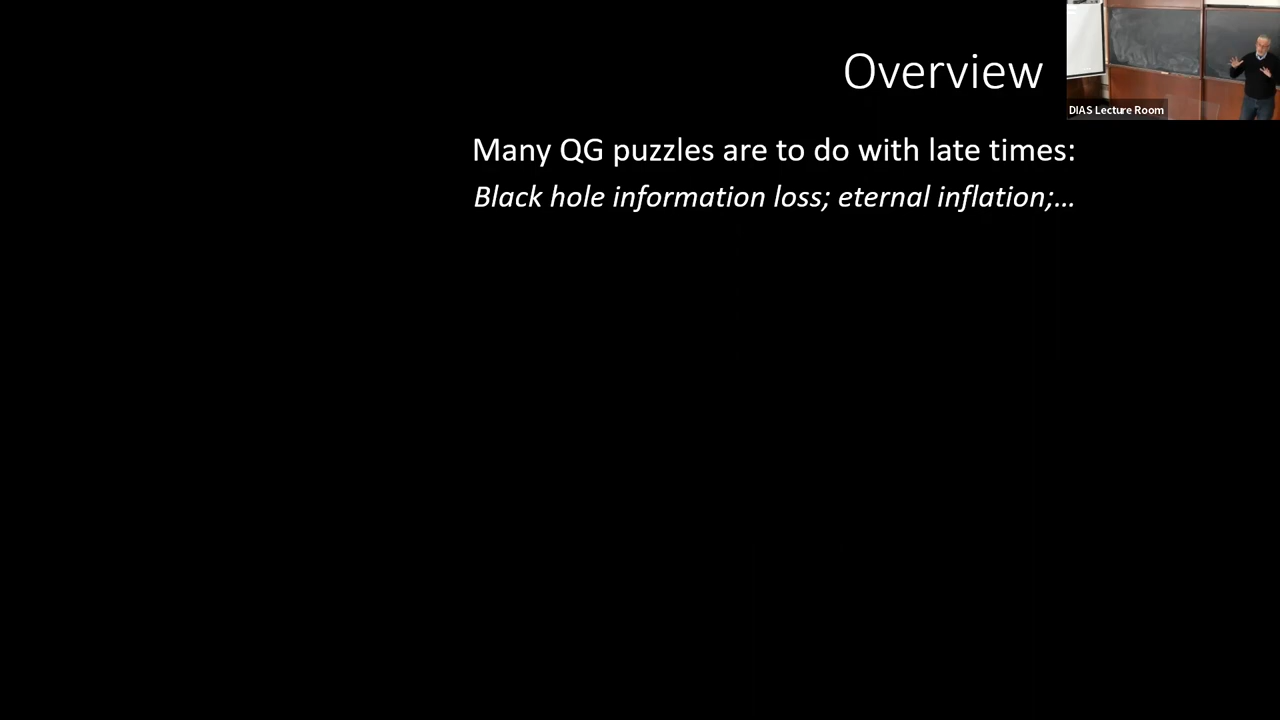 Overview
DIAS Lecture Room
Many QG puzzles are to do with late times:
Black hole information loss; eternal inflation;...